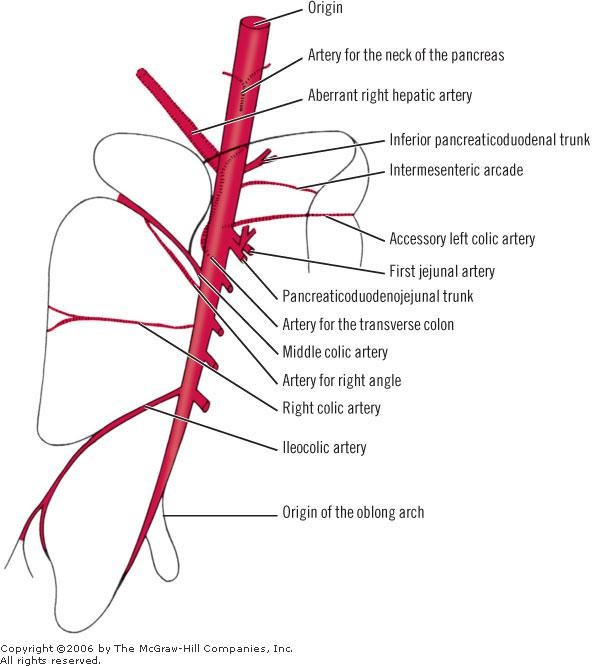 Origin
Artery for the neck of the pancreas
Aberrant right hepatic artery
Inferior pancreaticoduodenal trunk
Intermesenteric arcade
Accessory left colic artery
First jejunal artery
Pancreaticoduodenojejunal trunk
Artery for the transverse colon
Middle colic artery
Artery for right angle
Right colic artery
Ileocolic artery
Origin of the oblong arch
Copyright ©2006 by The McGraw-Hill Companies, Inc.
All rights reserved.